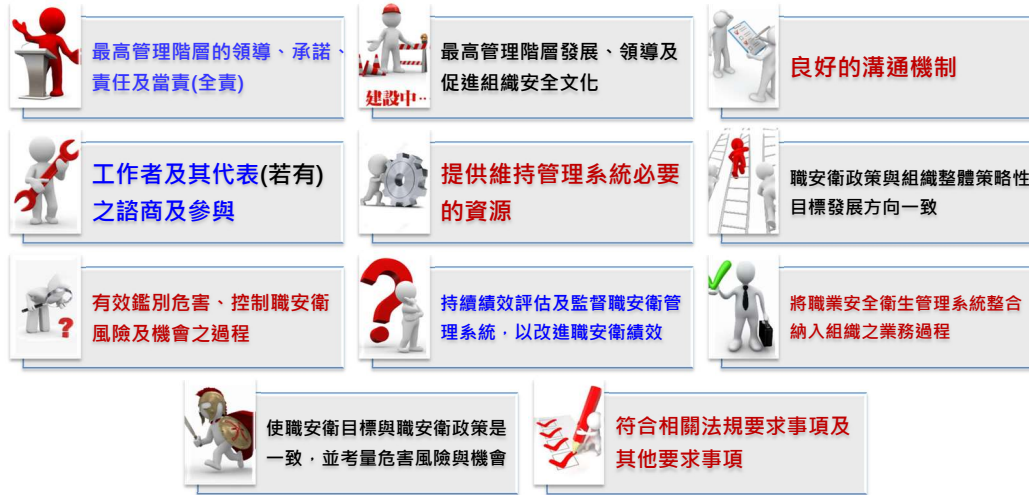 最高管理階層的領導、承諾、
責任及當責(全責)
建設中..
最高管理階層發展、領導及
促進組織安全文化
良好的溝通機制
工作者及其代表(若有)
之諮商及參與
提供維持管理系統必要
的資源
職安衛政策與組織整體策略性
目標發展方向一致
?
有效鑑別危害、控制職安衛
風險及機會之過程
?
持續績效評估及監督職安衛管
理系統，以改進職安衛績效
將職業安全衛生管理系統整合
納入組織之業務過程
使職安衛目標與職安衛政策是
一致，並考量危害風險與機會
符合相關法規要求事項及
其他要求事項